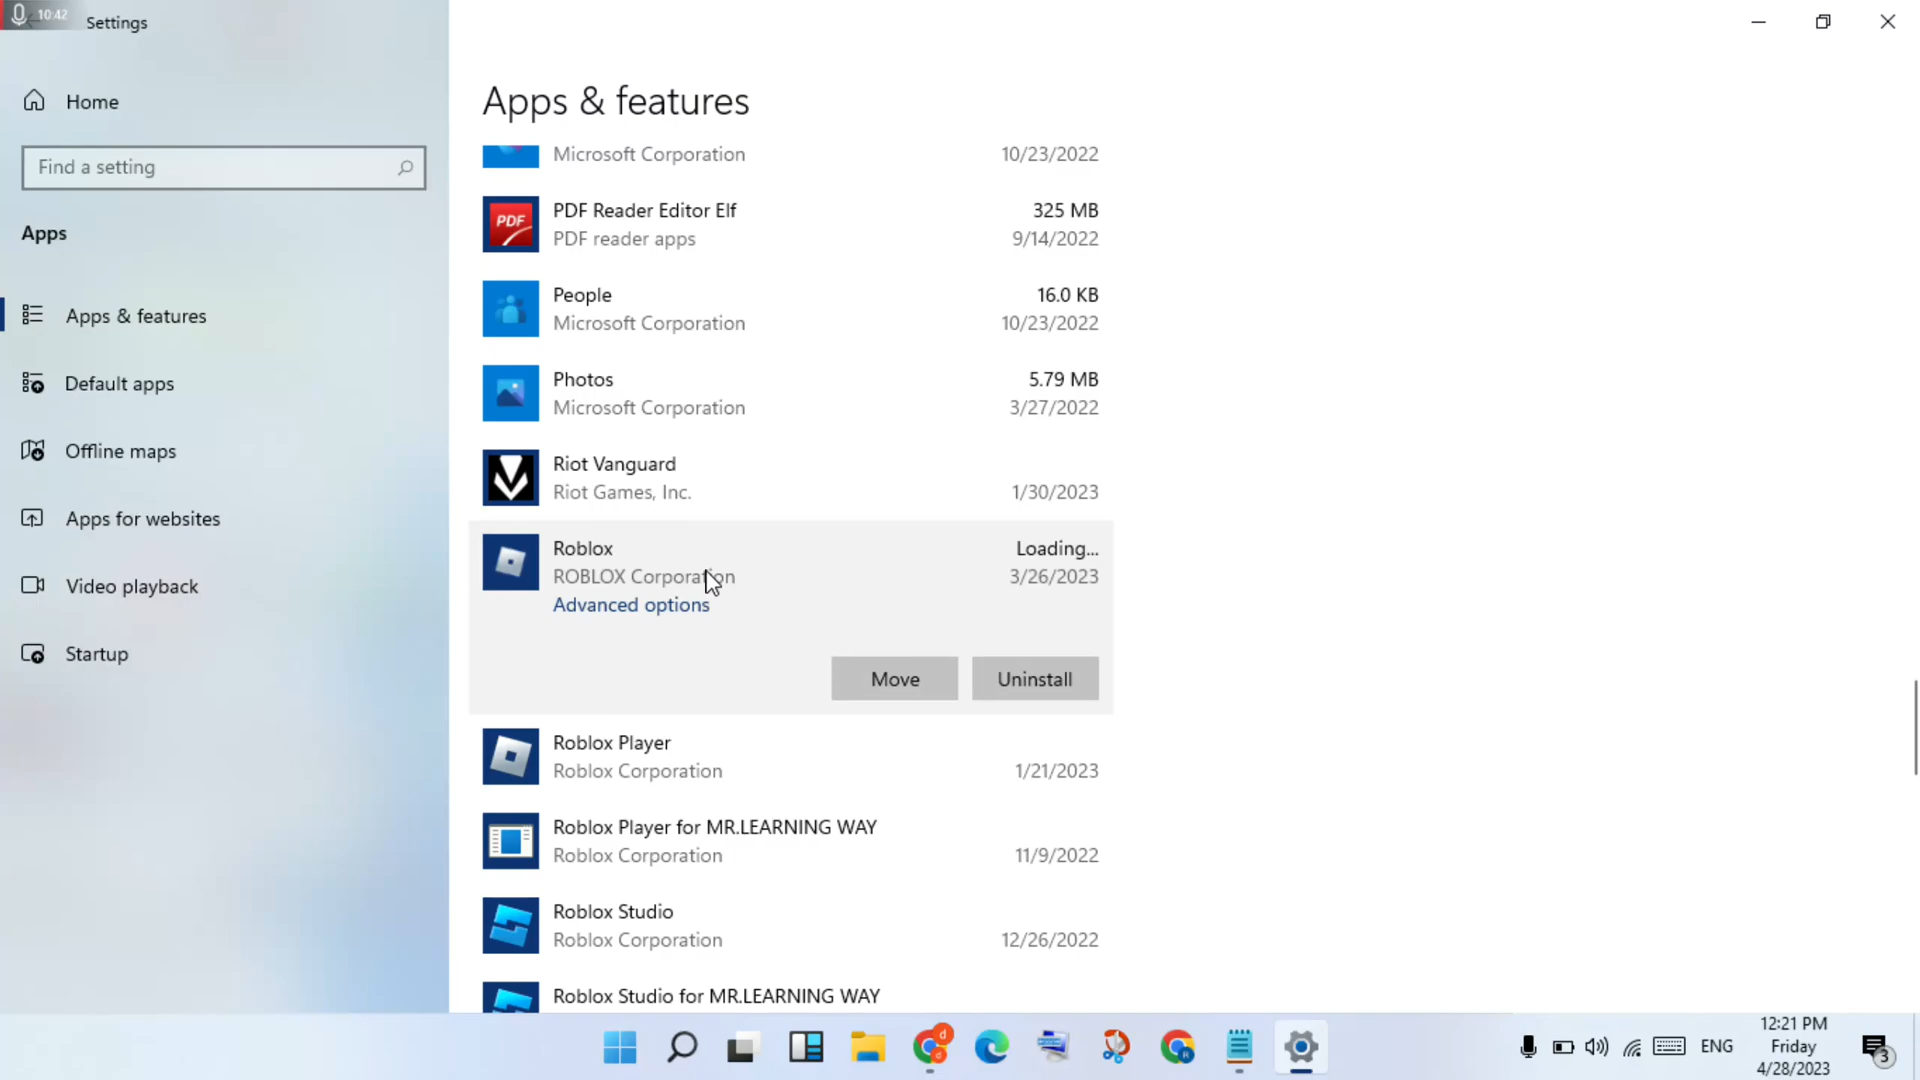 10:42
Settings
Home
Find a setting
Apps
Apps & features
Default apps
Offline maps
Apps for websites
Video playback
Startup
Apps & features
Microsoft Corporation 10/23/2022
PDF
PDF Reader Editor Elf 325 MB
PDF reader apps 9/14/2022
People 16.0 KB
Microsoft Corporation 10/23/2022
Photos 5.79 MB
Microsoft Corporation 3/27/2022
Riot Vanguard
Riot Games, Inc. 1/30/2023
Roblox Loading...
ROBLOX Corporation 3/26/2023
Advanced options
Move Uninstall
Roblox Player
Roblox Corporation 1/21/2023
Roblox Player for MR.LEARNING WAY
Roblox Corporation 11/9/2022
Roblox Studio
Roblox Corporation 12/26/2022
Roblox Studio for MR.LEARNING WAY
d
ENG
12:21 PM
Friday
4/28/2023
3